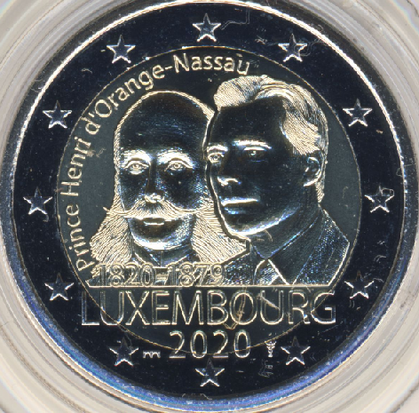 Prince Henri d'Orange-Nassau
1820-1879
LUXEMBOURG
2020